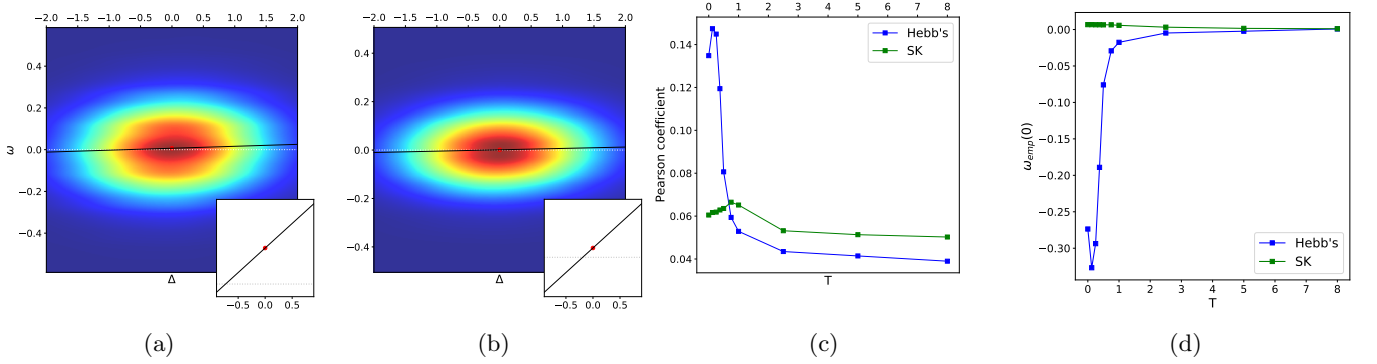 −2.0 −1.5 −1.0 −0.5 0.0 0.5 1.0 1.5 2.0
0.4
0.2
0.0
−0.2
−0.4
ω
Δ
−0.5 0.0 0.5
(a)
−2.0 −1.5 −1.0 −0.5 0.0 0.5 1.0 1.5 2.0
0.4
0.2
0.0
−0.2
−0.4
Δ
−0.5 0.0 0.5
(b)
0 1 2 3 4 5 6 7 8
0.14
0.12
0.10
0.08
0.06
0.04
Pearson coefficient
Hebb's
SK
T
(c)
0.00
−0.05
−0.10
−0.15
−0.20
−0.25
−0.30
ω_emp(0)
Hebb's
SK
0 1 2 3 4 5 6 7 8
T
(d)